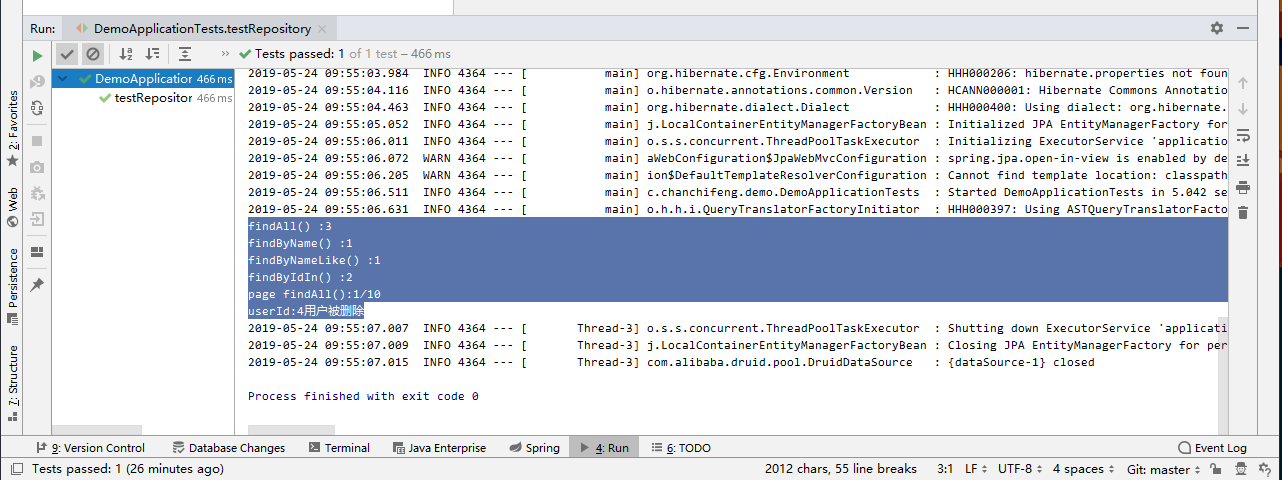 Run: DemoApplicationTests.testRepository
Tests passed: 1 of 1 test – 466 ms
DemoApplication 466 ms
testRepositor 466 ms
2019-05-24 09:55:03.984 INFO 4364 --- [ main] org.hibernate.cfg.Environment : HHH000206: hibernate.properties not foun
2019-05-24 09:55:04.116 INFO 4364 --- [ main] o.hibernate.annotations.common.Version : HCANN000001: Hibernate Commons Annotatio
2019-05-24 09:55:04.463 INFO 4364 --- [ main] org.hibernate.dialect.Dialect : HHH000400: Using dialect: org.hibernate.
2019-05-24 09:55:05.052 INFO 4364 --- [ main] j.LocalContainerEntityManagerFactoryBean : Initialized JPA EntityManagerFactory for
2019-05-24 09:55:06.011 INFO 4364 --- [ main] o.s.s.concurrent.ThreadPoolTaskExecutor : Initializing ExecutorService 'applicatio
2019-05-24 09:55:06.072 WARN 4364 --- [ main] aWebConfiguration$JpaWebMvcConfiguration : spring.jpa.open-in-view is enabled by de
2019-05-24 09:55:06.205 WARN 4364 --- [ main] ion$DefaultTemplateResolverConfiguration : Cannot find template location: classpath
2019-05-24 09:55:06.511 INFO 4364 --- [ main] c.chanchifeng.demo.DemoApplicationTests : Started DemoApplicationTests in 5.042 se
2019-05-24 09:55:06.631 INFO 4364 --- [ main] o.h.h.i.QueryTranslatorFactoryInitiator : HHH000397: Using ASTQueryTranslatorFacto
findAll() :3
findByName() :1
findByNameLike() :1
findByIdIn() :2
page findAll():1/10
userId:4用户被删除
2019-05-24 09:55:07.007 INFO 4364 --- [ Thread-3] o.s.s.concurrent.ThreadPoolTaskExecutor : Shutting down ExecutorService 'applicati
2019-05-24 09:55:07.009 INFO 4364 --- [ Thread-3] j.LocalContainerEntityManagerFactoryBean : Closing JPA EntityManagerFactory for per
2019-05-24 09:55:07.015 INFO 4364 --- [ Thread-3] com.alibaba.druid.pool.DruidDataSource : {dataSource-1} closed
Process finished with exit code 0
2: Favorites
Web
Persistence
7: Structure
9: Version Control Database Changes Terminal Java Enterprise Spring 4: Run 6: TODO Event Log
Tests passed: 1 (26 minutes ago) 2012 chars, 55 line breaks 3:1 LF UTF-8 4 spaces Git: master